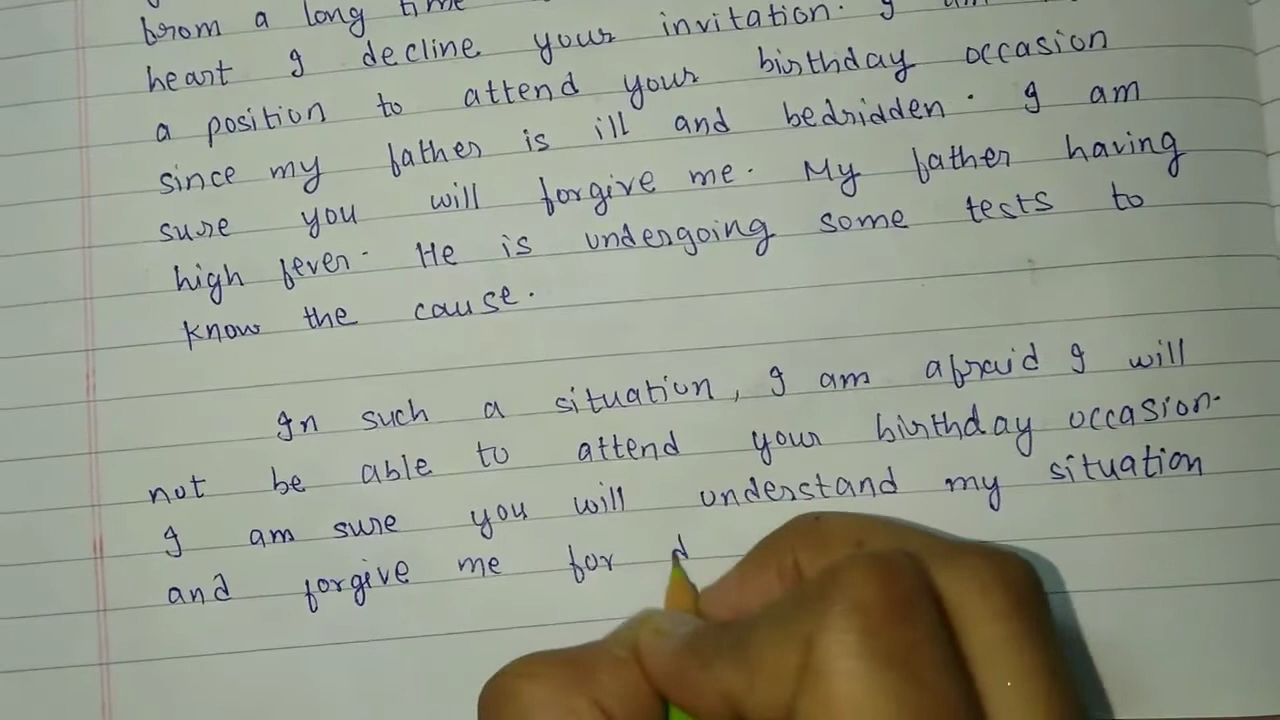 from a long time
heart I decline your invitation. I am
a position to attend your birthday occasion
since my father is ill and bedridden. I am
sure you will forgive me. My father having
high fever. He is undergoing some tests to
know the cause.
In such a situation, I am afraid I will
not be able to attend your birthday occasion.
I am sure you will understand my situation
and forgive me for d